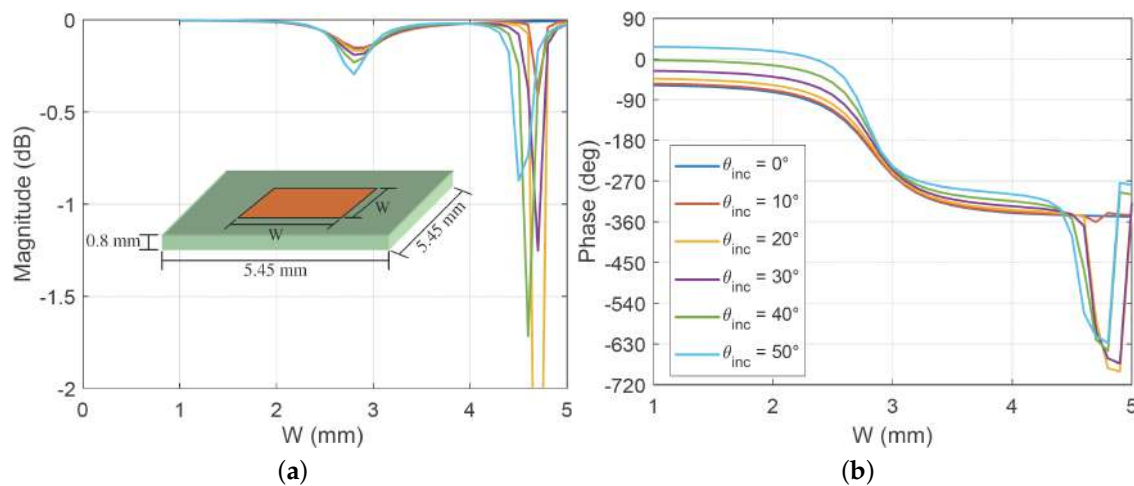 0
-0.5
-1
-1.5
-2
Magnitude (dB)
0 1 2 3 4 5
W (mm)
W
W
0.8 mm
5.45 mm
5.45 mm
(a)
90
0
-90
-180
-270
-360
-450
-540
-630
-720
Phase (deg)
θinc = 0°
θinc = 10°
θinc = 20°
θinc = 30°
θinc = 40°
θinc = 50°
1 2 3 4 5
W (mm)
(b)